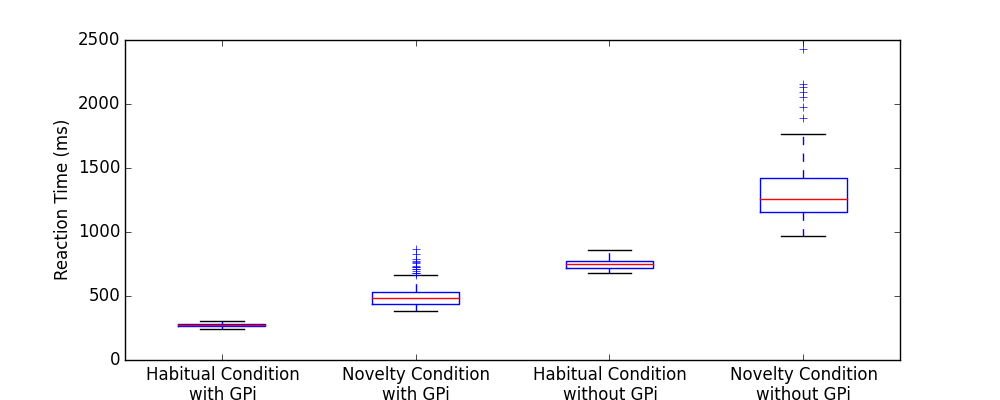 2500
2000
1500
1000
500
0
Reaction Time (ms)
Habitual Condition
with GPi
Novelty Condition
with GPi
Habitual Condition
without GPi
Novelty Condition
without GPi